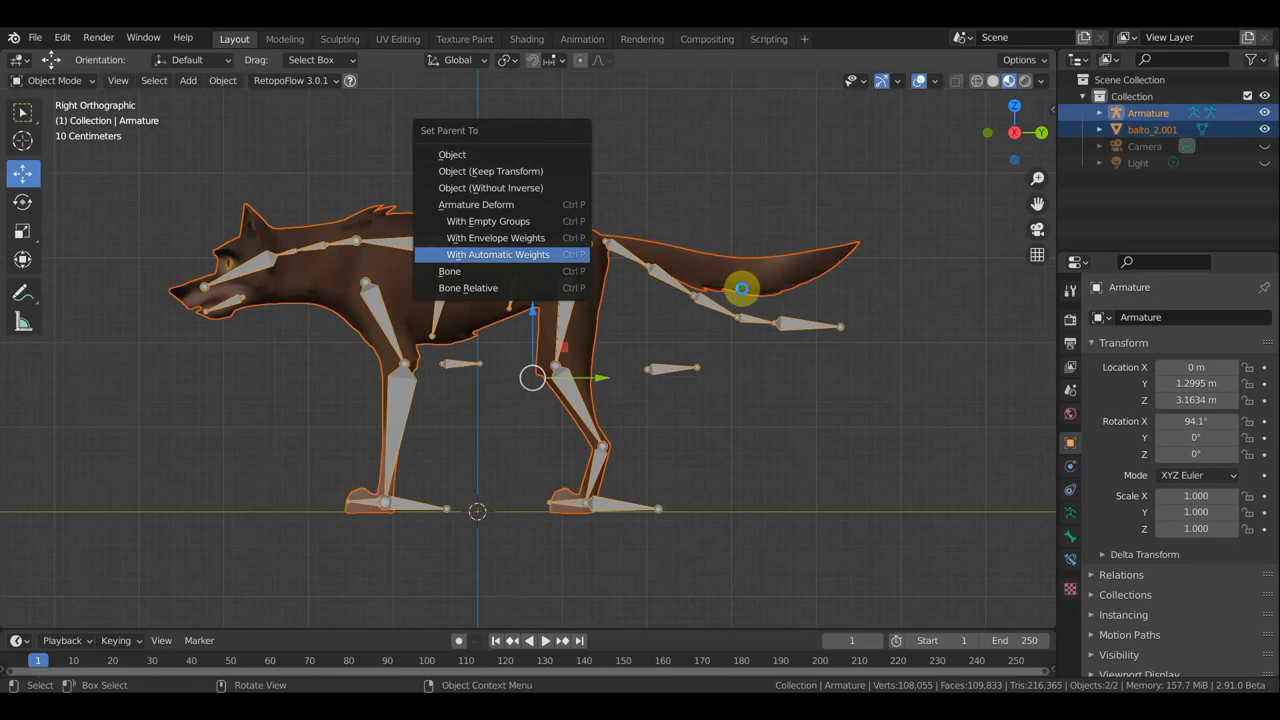 File Edit Render Window Help Layout Modeling Sculpting UV Editing Texture Paint Shading Animation Rendering Compositing Scripting + Scene View Layer
Orientation: Default Drag: Select Box Global Options
Object Mode View Select Add Object RetopoFlow 3.0.1 ?
Right Orthographic
(1) Collection | Armature
10 Centimeters
Set Parent To
Object
Object (Keep Transform)
Object (Without Inverse)
Armature Deform Ctrl P
With Empty Groups Ctrl P
With Envelope Weights Ctrl P
With Automatic Weights Ctrl P
Bone Ctrl P
Bone Relative Ctrl P
Z
Y
X
Scene Collection
Collection
Armature
balto_2.001
Camera
Light
Armature
Armature
Transform
Location X 0 m
Y 1.2995 m
Z 3.1634 m
Rotation X 94.1°
Y 0°
Z 0°
Mode XYZ Euler
Scale X 1.000
Y 1.000
Z 1.000
Delta Transform
Relations
Collections
Instancing
Motion Paths
Visibility
Viewport Display
Playback Keying View Marker 1 Start 1 End 250
1 10 20 30 40 50 60 70 80 90 100 110 120 130 140 150 160 170 180 190 200 210 220 230 240 250
Select Box Select Rotate View Object Context Menu Collection | Armature | Verts:108,055 | Faces:109,833 | Tris:216,365 | Objects:2/2 | Memory: 157.7 MiB | 2.91.0 Beta